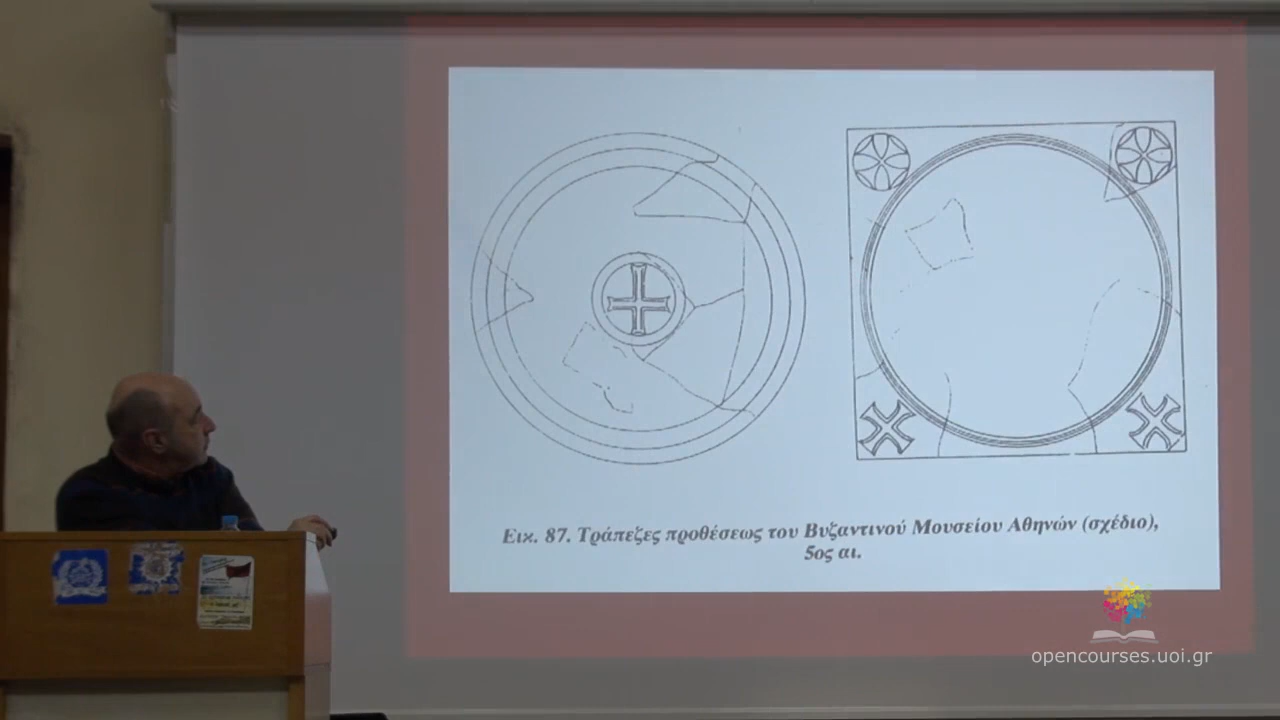 Εικ. 87. Τράπεζες προθέσεως του Βυζαντινού Μουσείου Αθηνών (σχέδιο),
5ος αι.
opencourses.uoi.gr